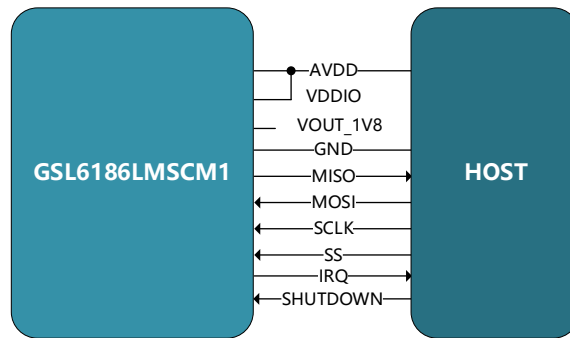 AVDD
VDDIO
VOUT_1V8
GND
GSL6186LMSCM1
MISO
HOST
MOSI
SCLK
SS
IRQ
SHUTDOWN